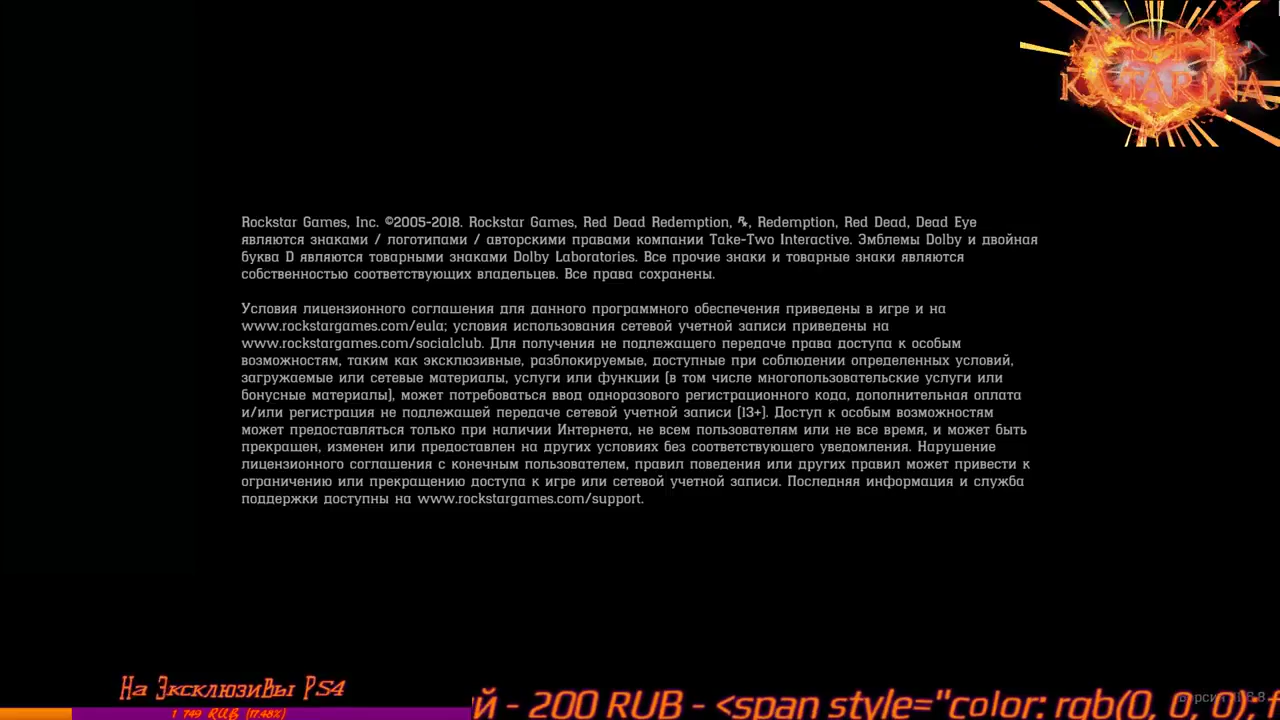 ASTI
KATARINA
Rockstar Games, Inc. ©2005-2018. Rockstar Games, Red Dead Redemption, R, Redemption, Red Dead, Dead Eye
являются знаками / логотипами / авторскими правами компании Take-Two Interactive. Эмблемы Dolby и двойная
буква D являются товарными знаками Dolby Laboratories. Все прочие знаки и товарные знаки являются
собственностью соответствующих владельцев. Все права сохранены.
Условия лицензионного соглашения для данного программного обеспечения приведены в игре и на
www.rockstargames.com/eula; условия использования сетевой учетной записи приведены на
www.rockstargames.com/socialclub. Для получения не подлежащего передаче права доступа к особым
возможностям, таким как эксклюзивные, разблокируемые, доступные при соблюдении определенных условий,
загружаемые или сетевые материалы, услуги или функции (в том числе многопользовательские услуги или
бонусные материалы), может потребоваться ввод одноразового регистрационного кода, дополнительная оплата
и/или регистрация не подлежащей передаче сетевой учетной записи (13+). Доступ к особым возможностям
может предоставляться только при наличии Интернета, не всем пользователям или не все время, и может быть
прекращен, изменен или предоставлен на других условиях без соответствующего уведомления. Нарушение
лицензионного соглашения с конечным пользователем, правил поведения или других правил может привести к
ограничению или прекращению доступа к игре или сетевой учетной записи. Последняя информация и служба
поддержки доступны на www.rockstargames.com/support.
На Эксклюзивы PS4
1 749 RUB (17.48%)
й - 200 RUB - <span style="color: rgb(0, 0, 0); f